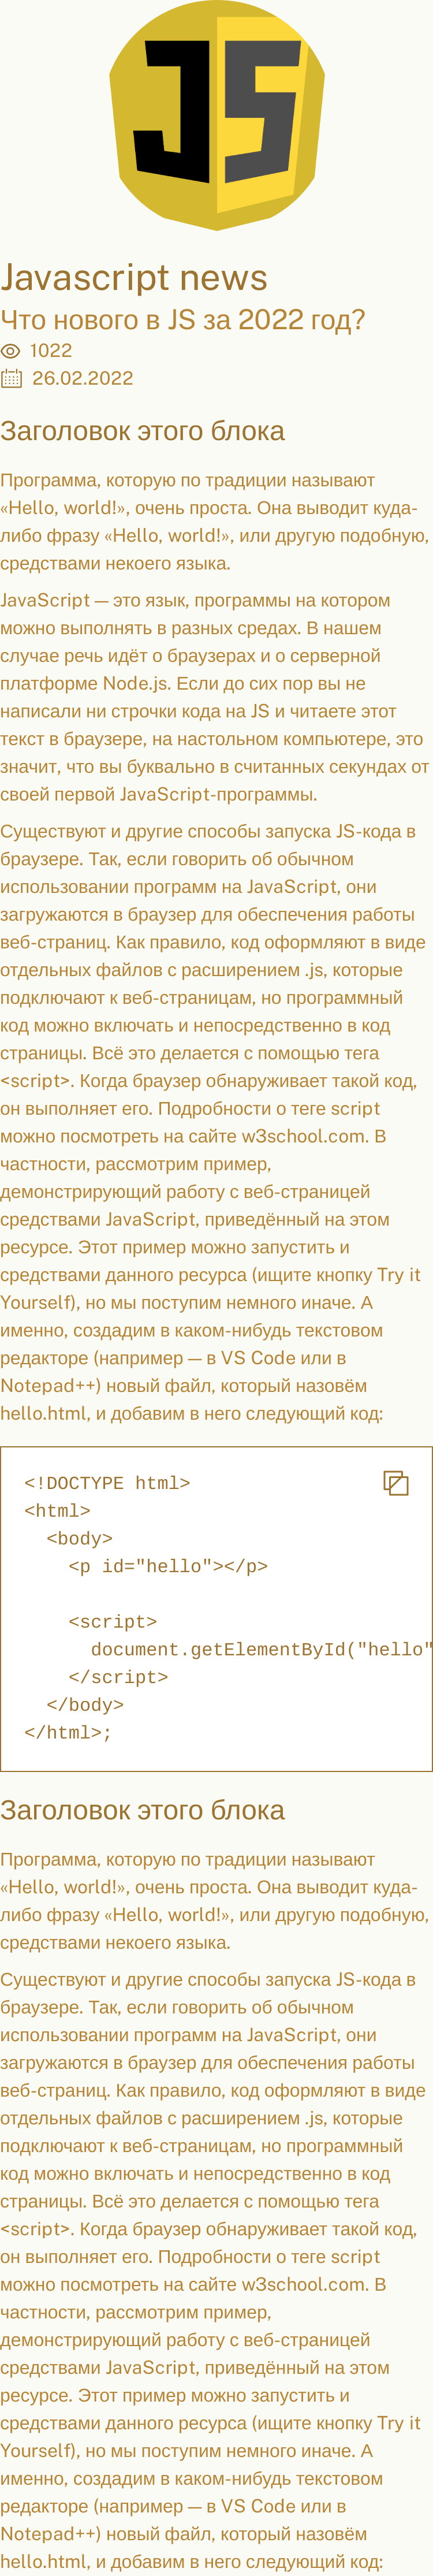 JS
Javascript news
Что нового в JS за 2022 год?
1022
26.02.2022
Заголовок этого блока
Программа, которую по традиции называют
«Hello, world!», очень проста. Она выводит куда-
либо фразу «Hello, world!», или другую подобную,
средствами некоего языка.
JavaScript — это язык, программы на котором
можно выполнять в разных средах. В нашем
случае речь идёт о браузерах и о серверной
платформе Node.js. Если до сих пор вы не
написали ни строчки кода на JS и читаете этот
текст в браузере, на настольном компьютере, это
значит, что вы буквально в считанных секундах от
своей первой JavaScript-программы.
Существуют и другие способы запуска JS-кода в
браузере. Так, если говорить об обычном
использовании программ на JavaScript, они
загружаются в браузер для обеспечения работы
веб-страниц. Как правило, код оформляют в виде
отдельных файлов с расширением .js, которые
подключают к веб-страницам, но программный
код можно включать и непосредственно в код
страницы. Всё это делается с помощью тега
<script>. Когда браузер обнаруживает такой код,
он выполняет его. Подробности о теге script
можно посмотреть на сайте w3school.com. В
частности, рассмотрим пример,
демонстрирующий работу с веб-страницей
средствами JavaScript, приведённый на этом
ресурсе. Этот пример можно запустить и
средствами данного ресурса (ищите кнопку Try it
Yourself), но мы поступим немного иначе. А
именно, создадим в каком-нибудь текстовом
редакторе (например — в VS Code или в
Notepad++) новый файл, который назовём
hello.html, и добавим в него следующий код:
<!DOCTYPE html>
<html>
  <body>
    <p id="hello"></p>

    <script>
      document.getElementById("hello"
    </script>
  </body>
</html>;
Заголовок этого блока
Программа, которую по традиции называют
«Hello, world!», очень проста. Она выводит куда-
либо фразу «Hello, world!», или другую подобную,
средствами некоего языка.
Существуют и другие способы запуска JS-кода в
браузере. Так, если говорить об обычном
использовании программ на JavaScript, они
загружаются в браузер для обеспечения работы
веб-страниц. Как правило, код оформляют в виде
отдельных файлов с расширением .js, которые
подключают к веб-страницам, но программный
код можно включать и непосредственно в код
страницы. Всё это делается с помощью тега
<script>. Когда браузер обнаруживает такой код,
он выполняет его. Подробности о теге script
можно посмотреть на сайте w3school.com. В
частности, рассмотрим пример,
демонстрирующий работу с веб-страницей
средствами JavaScript, приведённый на этом
ресурсе. Этот пример можно запустить и
средствами данного ресурса (ищите кнопку Try it
Yourself), но мы поступим немного иначе. А
именно, создадим в каком-нибудь текстовом
редакторе (например — в VS Code или в
Notepad++) новый файл, который назовём
hello.html, и добавим в него следующий код: